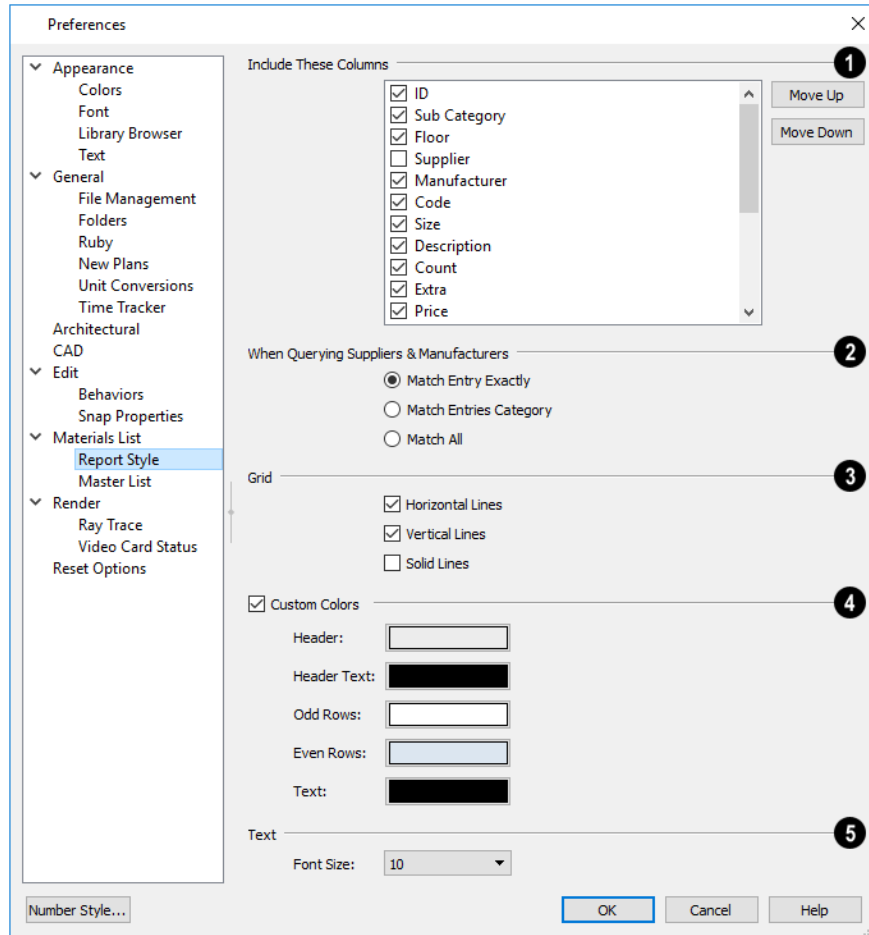 Preferences
Appearance
Colors
Font
Library Browser
Text
General
File Management
Folders
Ruby
New Plans
Unit Conversions
Time Tracker
Architectural
CAD
Edit
Behaviors
Snap Properties
Materials List
Report Style
Master List
Render
Ray Trace
Video Card Status
Reset Options
Include These Columns
1
ID
Sub Category
Floor
Supplier
Manufacturer
Code
Size
Description
Count
Extra
Price
Move Up
Move Down
When Querying Suppliers & Manufacturers
2
Match Entry Exactly
Match Entries Category
Match All
Grid
3
Horizontal Lines
Vertical Lines
Solid Lines
Custom Colors
4
Header:
Header Text:
Odd Rows:
Even Rows:
Text:
Text
5
Font Size: 10
Number Style... OK Cancel Help